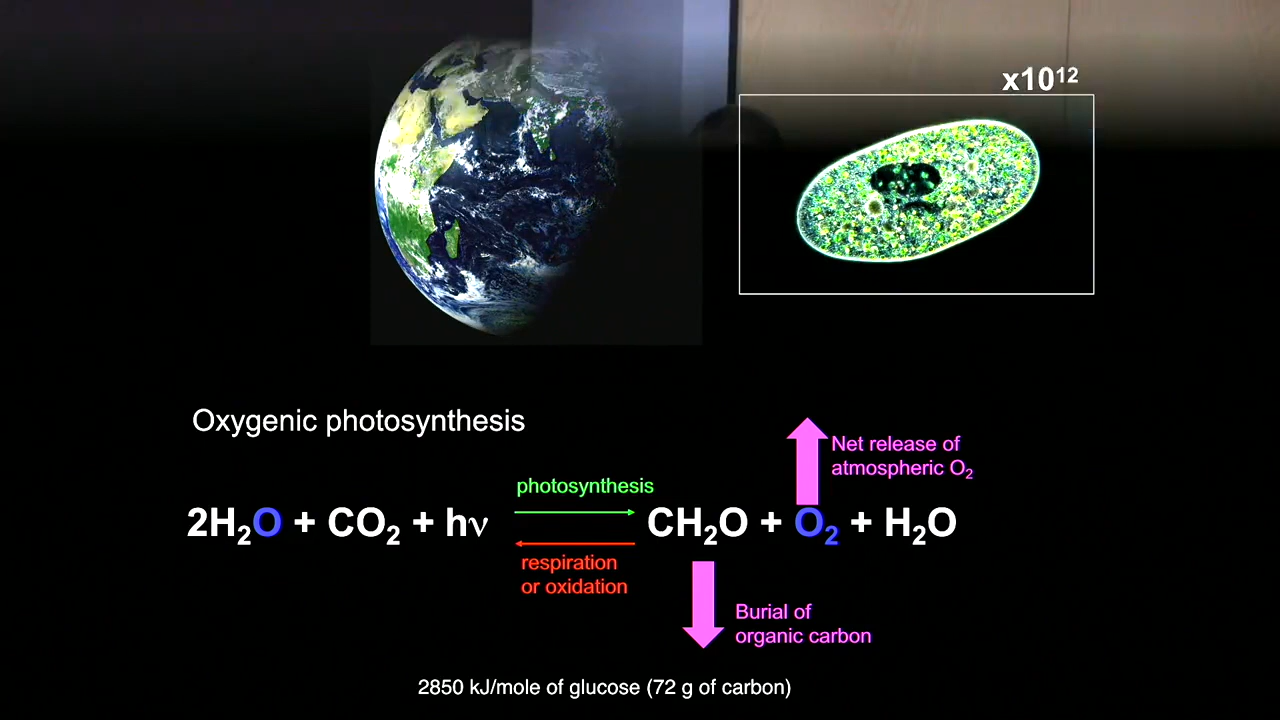 x10¹²
Oxygenic photosynthesis
Net release of
atmospheric O₂
photosynthesis
2H₂O + CO₂ + hν
CH₂O + O₂ + H₂O
respiration
or oxidation
Burial of
organic carbon
2850 kJ/mole of glucose (72 g of carbon)